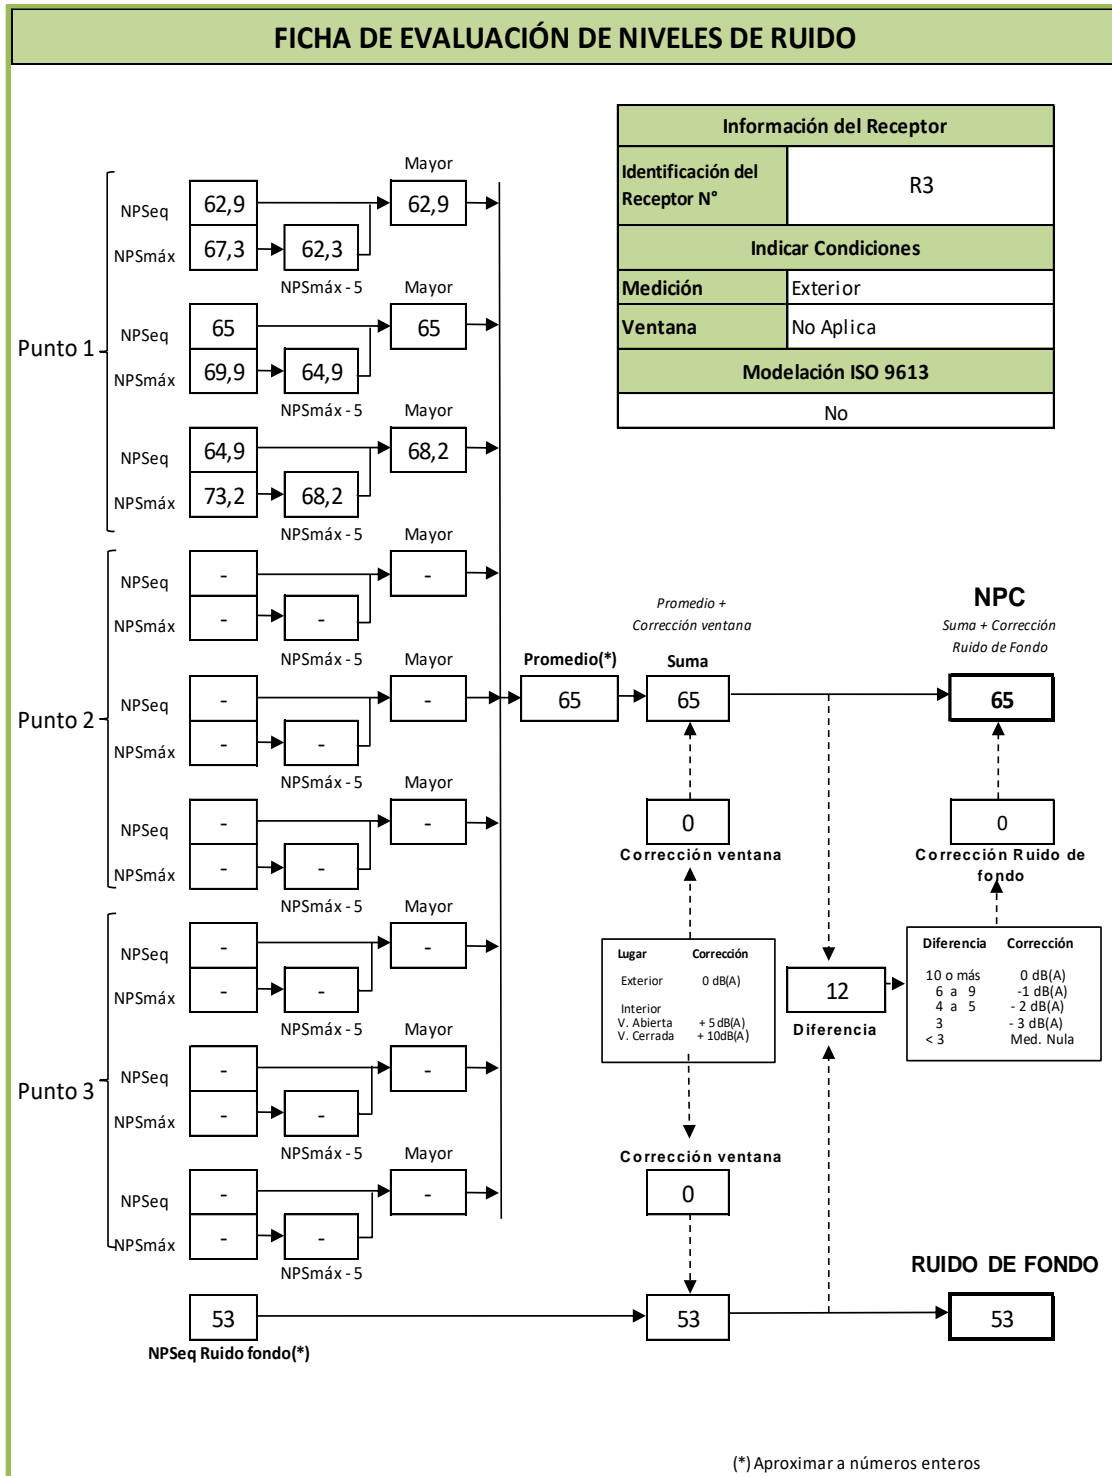 FICHA DE EVALUACIÓN DE NIVELES DE RUIDO
Información del Receptor
Identificación del Receptor N°
R3
Indicar Condiciones
Medición
Exterior
Ventana
No Aplica
Modelación ISO 9613
No
Punto 1
Mayor
NPSeq
62,9
62,9
NPSmáx
67,3
62,3
NPSmáx - 5
Mayor
NPSeq
65
65
NPSmáx
69,9
64,9
NPSmáx - 5
Mayor
NPSeq
64,9
68,2
NPSmáx
73,2
68,2
NPSmáx - 5
Punto 2
Mayor
NPSeq
-
-
NPSmáx
-
-
NPSmáx - 5
Mayor
NPSeq
-
-
NPSmáx
-
-
NPSmáx - 5
Mayor
NPSeq
-
-
NPSmáx
-
-
NPSmáx - 5
Punto 3
Mayor
NPSeq
-
-
NPSmáx
-
-
NPSmáx - 5
Mayor
NPSeq
-
-
NPSmáx
-
-
NPSmáx - 5
Mayor
NPSeq
-
-
NPSmáx
-
-
NPSmáx - 5
Promedio(*)
65
Promedio +
Corrección ventana
Suma
65
NPC
Suma + Corrección
Ruido de Fondo
65
0
Corrección ventana
0
Corrección Ruido de
fondo
Lugar Corrección
Exterior 0 dB(A)
Interior
V. Abierta + 5 dB(A)
V. Cerrada + 10dB(A)
12
Diferencia
Diferencia Corrección
10 o más 0 dB(A)
6 a 9 -1 dB(A)
4 a 5 - 2 dB(A)
3 - 3 dB(A)
< 3 Med. Nula
Corrección ventana
0
53
NPSeq Ruido fondo(*)
53
RUIDO DE FONDO
53
(*) Aproximar a números enteros